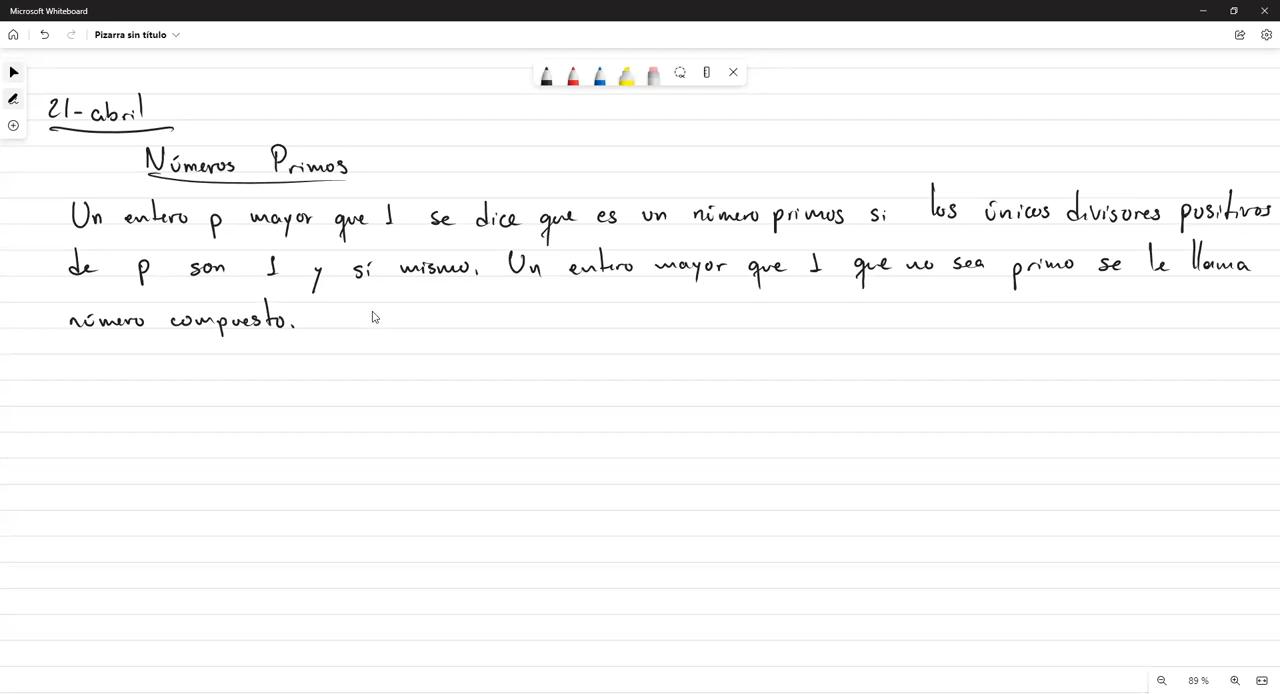 Microsoft Whiteboard
Pizarra sin título
21-abril
Números Primos
Un entero p mayor que 1 se dice que es un número primos si los únicos divisores positivos
de p son 1 y sí mismo. Un entero mayor que 1 que no sea primo se le llama
número compuesto.
89 %